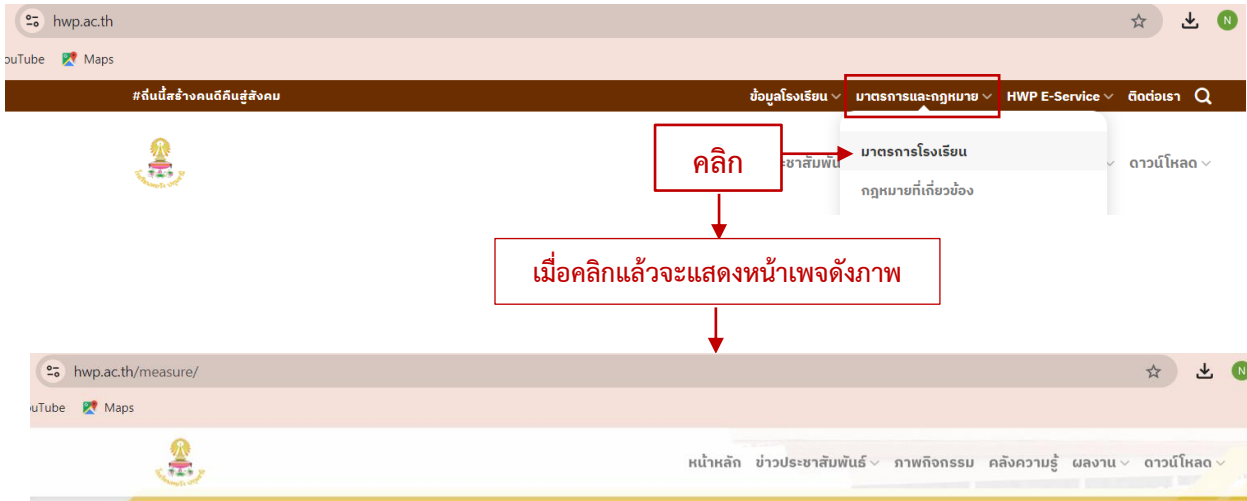 hwp.ac.th
N
ouTube Maps
#ถิ่นนี้สร้างคนดีคืนสู่สังคม ข้อมูลโรงเรียน มาตรการและกฎหมาย HWP E-Service ติดต่อเรา
คลิก
มาตรการโรงเรียน
ดาวน์โหลด
กฎหมายที่เกี่ยวข้อง
เมื่อคลิกแล้วจะแสดงหน้าเพจดังภาพ
hwp.ac.th/measure/
N
uTube Maps
หน้าหลัก ข่าวประชาสัมพันธ์ ภาพกิจกรรม คลังความรู้ ผลงาน ดาวน์โหลด